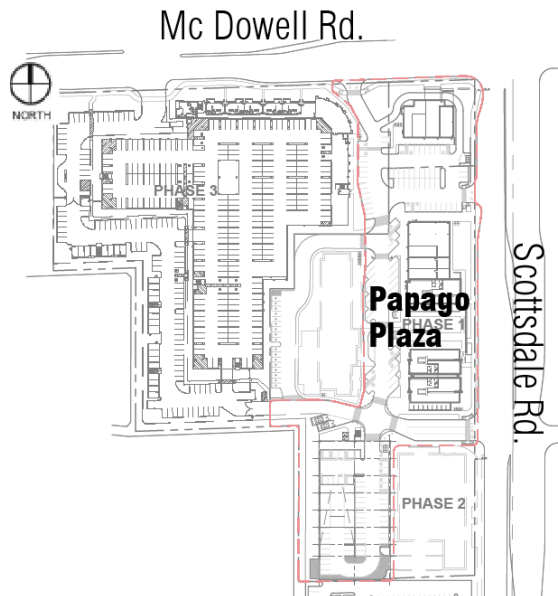 Mc Dowell Rd.
NORTH
PHASE 3
Scottsdale Rd.
Papago
PHASE 1
Plaza
PHASE 2